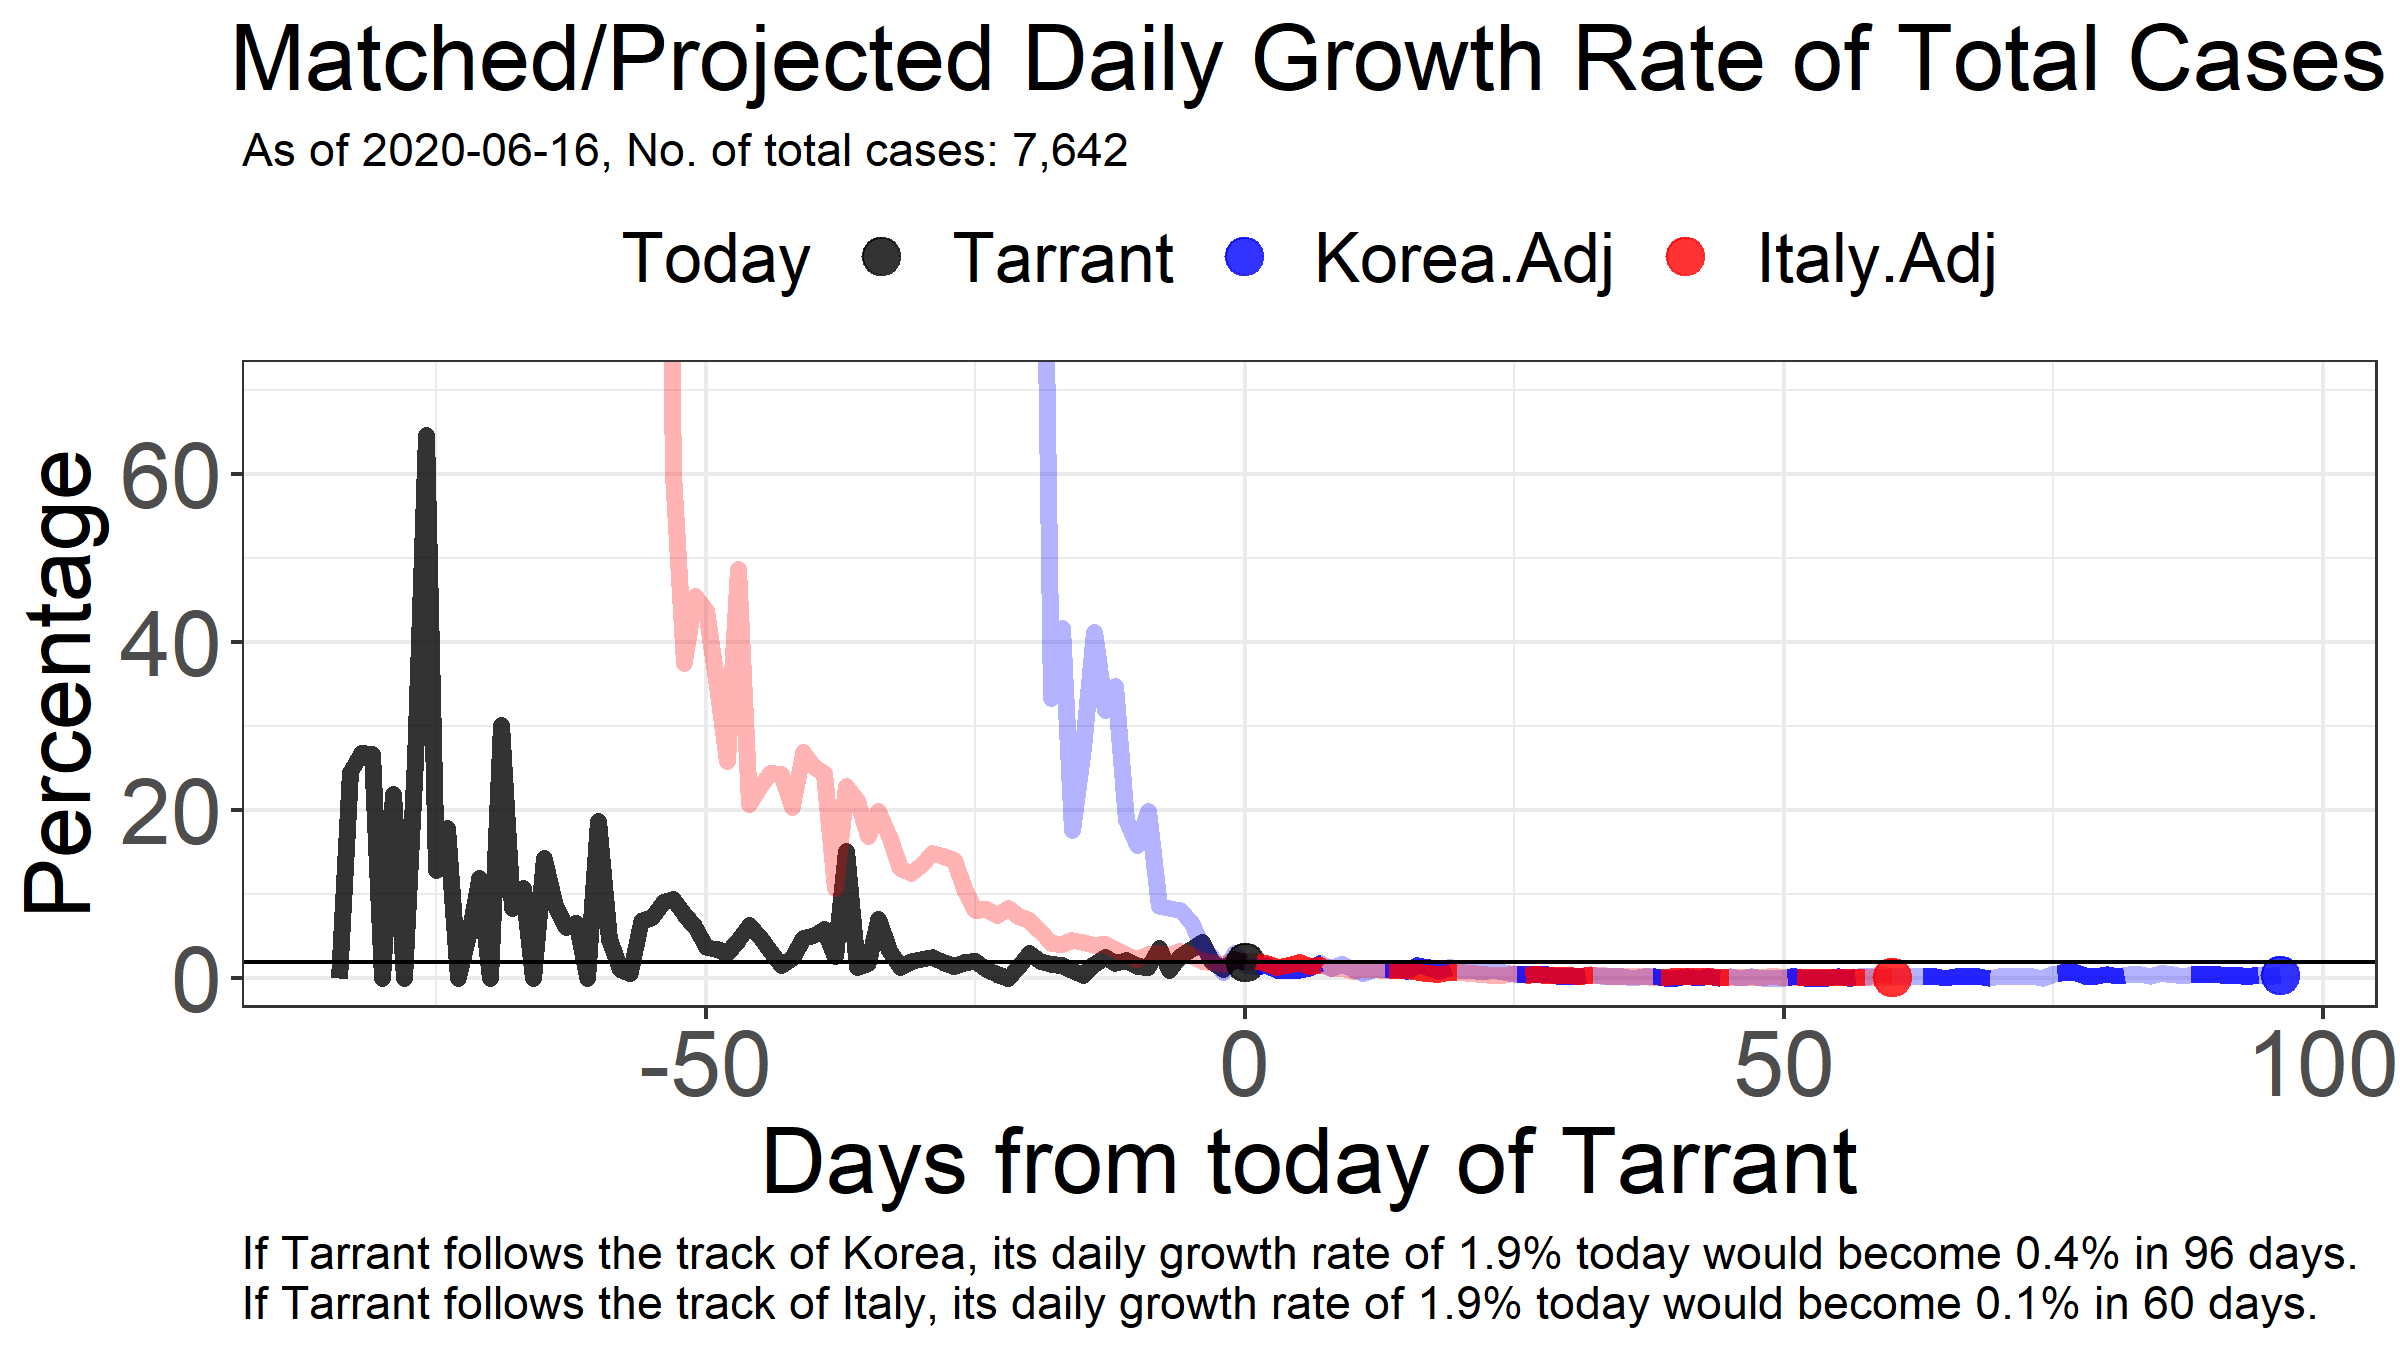 Matched/Projected Daily Growth Rate of Total Cases
As of 2020-06-16, No. of total cases: 7,642
Today Tarrant Korea.Adj Italy.Adj
Percentage
60
40
20
0
-50 0 50 100
Days from today of Tarrant
If Tarrant follows the track of Korea, its daily growth rate of 1.9% today would become 0.4% in 96 days.
If Tarrant follows the track of Italy, its daily growth rate of 1.9% today would become 0.1% in 60 days.